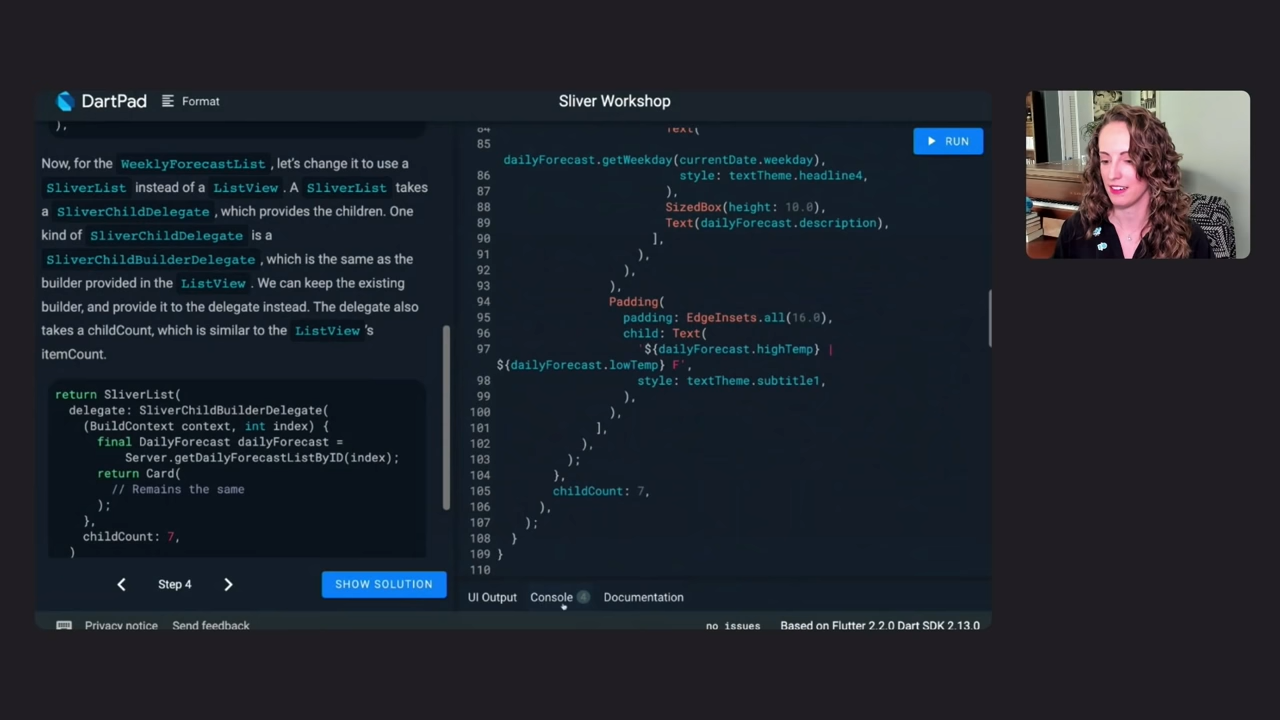 DartPad
Format
Sliver Workshop
),
Now, for the WeeklyForecastList, let's change it to use a
SliverList instead of a ListView. A SliverList takes
a SliverChildDelegate, which provides the children. One
kind of SliverChildDelegate is a
SliverChildBuilderDelegate, which is the same as the
builder provided in the ListView. We can keep the existing
builder, and provide it to the delegate instead. The delegate also
takes a childCount, which is similar to the ListView's
itemCount.
return SliverList(
delegate: SliverChildBuilderDelegate(
(BuildContext context, int index) {
final DailyForecast dailyForecast =
Server.getDailyForecastListByID(index);
return Card(
// Remains the same
);
},
childCount: 7,
)
Step 4
SHOW SOLUTION
84 Text(
RUN
85
dailyForecast.getWeekday(currentDate.weekday),
86 style: textTheme.headline4,
87 ),
88 SizedBox(height: 10.0),
89 Text(dailyForecast.description),
90 ],
91 ),
92 ),
93 ),
94 Padding(
95 padding: EdgeInsets.all(16.0),
96 child: Text(
97 '${dailyForecast.highTemp} |
${dailyForecast.lowTemp} F',
98 style: textTheme.subtitle1,
99 ),
100 ),
101 ],
102 ),
103 );
104 },
105 childCount: 7,
106 ),
107 );
108 }
109 }
110
UI Output Console 4 Documentation
Privacy notice Send feedback
no issues Based on Flutter 2.2.0 Dart SDK 2.13.0